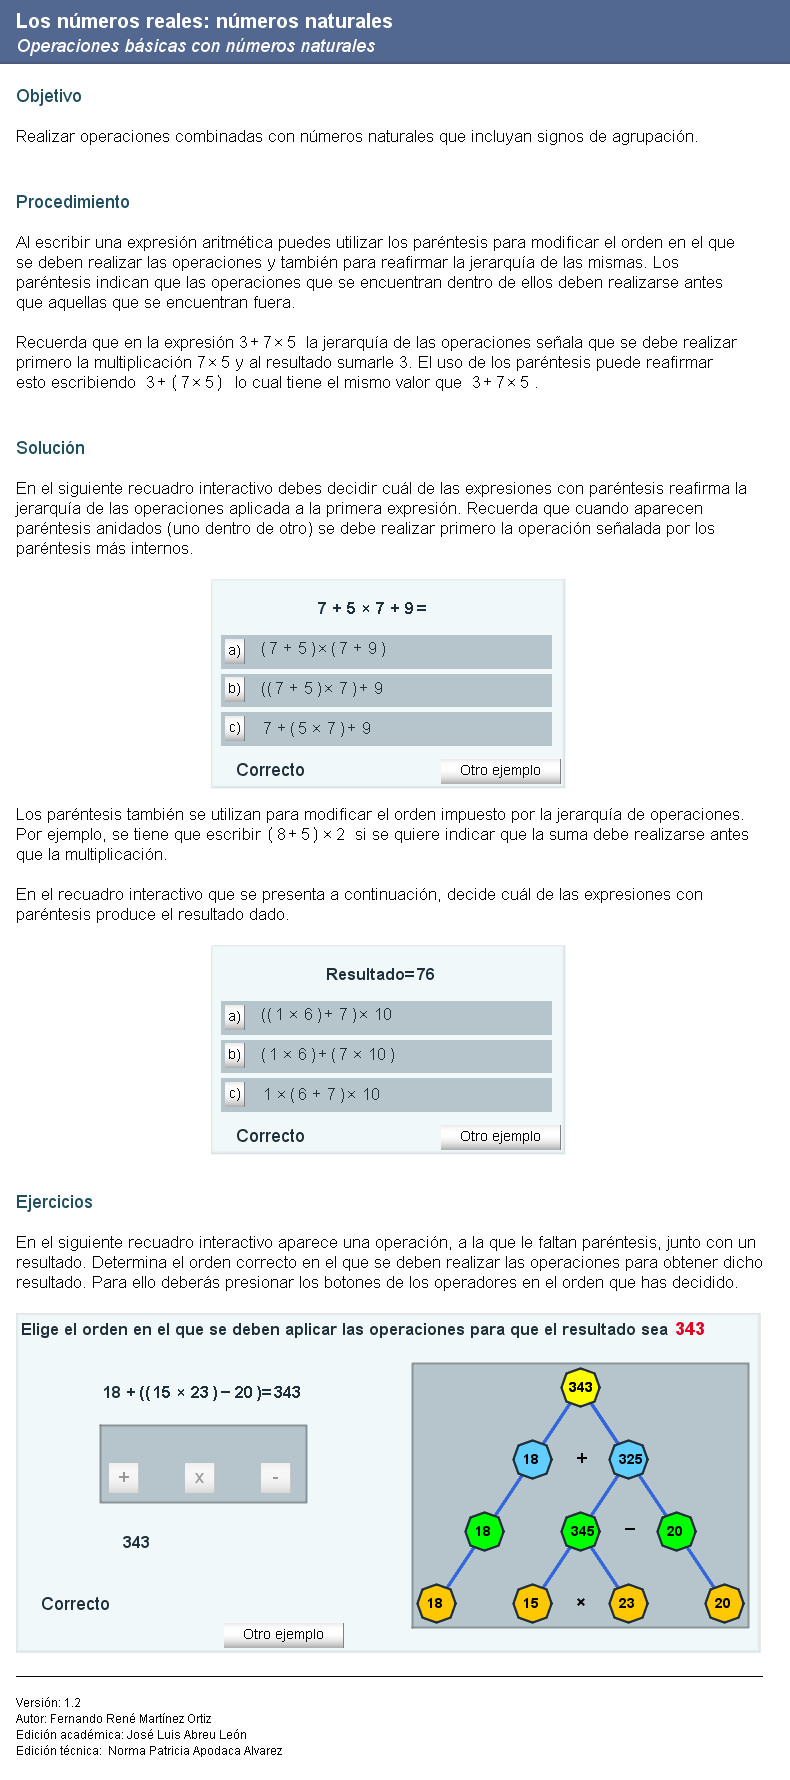 Los números reales: números naturales
Operaciones básicas con números naturales
Objetivo
Realizar operaciones combinadas con números naturales que incluyan signos de agrupación.
Procedimiento
Al escribir una expresión aritmética puedes utilizar los paréntesis para modificar el orden en el que
se deben realizar las operaciones y también para reafirmar la jerarquía de las mismas. Los
paréntesis indican que las operaciones que se encuentran dentro de ellos deben realizarse antes
que aquellas que se encuentran fuera.
Recuerda que en la expresión 3 + 7 × 5 la jerarquía de las operaciones señala que se debe realizar
primero la multiplicación 7 × 5 y al resultado sumarle 3. El uso de los paréntesis puede reafirmar
esto escribiendo 3 + ( 7 × 5 ) lo cual tiene el mismo valor que 3 + 7 × 5 .
Solución
En el siguiente recuadro interactivo debes decidir cuál de las expresiones con paréntesis reafirma la
jerarquía de las operaciones aplicada a la primera expresión. Recuerda que cuando aparecen
paréntesis anidados (uno dentro de otro) se debe realizar primero la operación señalada por los
paréntesis más internos.
7 + 5 × 7 + 9 =
a) ( 7 + 5 ) × ( 7 + 9 )
b) (( 7 + 5 ) × 7 ) + 9
c) 7 + ( 5 × 7 ) + 9
Correcto Otro ejemplo
Los paréntesis también se utilizan para modificar el orden impuesto por la jerarquía de operaciones.
Por ejemplo, se tiene que escribir ( 8 + 5 ) × 2 si se quiere indicar que la suma debe realizarse antes
que la multiplicación.
En el recuadro interactivo que se presenta a continuación, decide cuál de las expresiones con
paréntesis produce el resultado dado.
Resultado=76
a) (( 1 × 6 ) + 7 ) × 10
b) ( 1 × 6 ) + ( 7 × 10 )
c) 1 × ( 6 + 7 ) × 10
Correcto Otro ejemplo
Ejercicios
En el siguiente recuadro interactivo aparece una operación, a la que le faltan paréntesis, junto con un
resultado. Determina el orden correcto en el que se deben realizar las operaciones para obtener dicho
resultado. Para ello deberás presionar los botones de los operadores en el orden que has decidido.
Elige el orden en el que se deben aplicar las operaciones para que el resultado sea 343
18 + (( 15 × 23 ) − 20 )=343
+ x -
343
Correcto
Otro ejemplo
343
18 + 325
18 345 − 20
18 15 × 23 20
Versión: 1.2
Autor: Fernando René Martínez Ortiz
Edición académica: José Luis Abreu León
Edición técnica: Norma Patricia Apodaca Alvarez